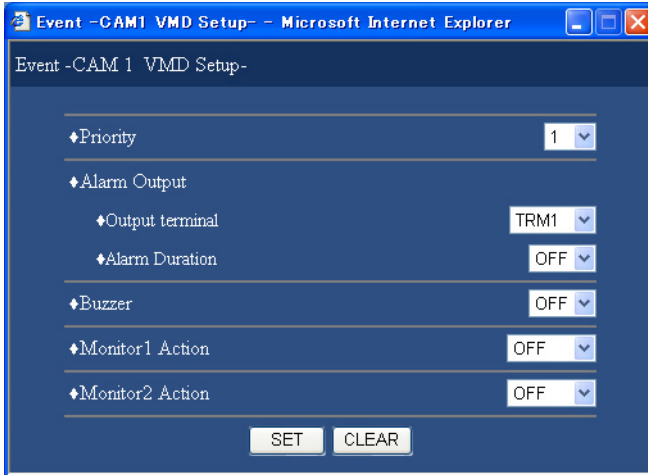 Event -CAM1 VMD Setup- - Microsoft Internet Explorer
Event -CAM 1 VMD Setup-
♦Priority 1
♦Alarm Output
♦Output terminal TRM1
♦Alarm Duration OFF
♦Buzzer OFF
♦Monitor1 Action OFF
♦Monitor2 Action OFF
SET CLEAR